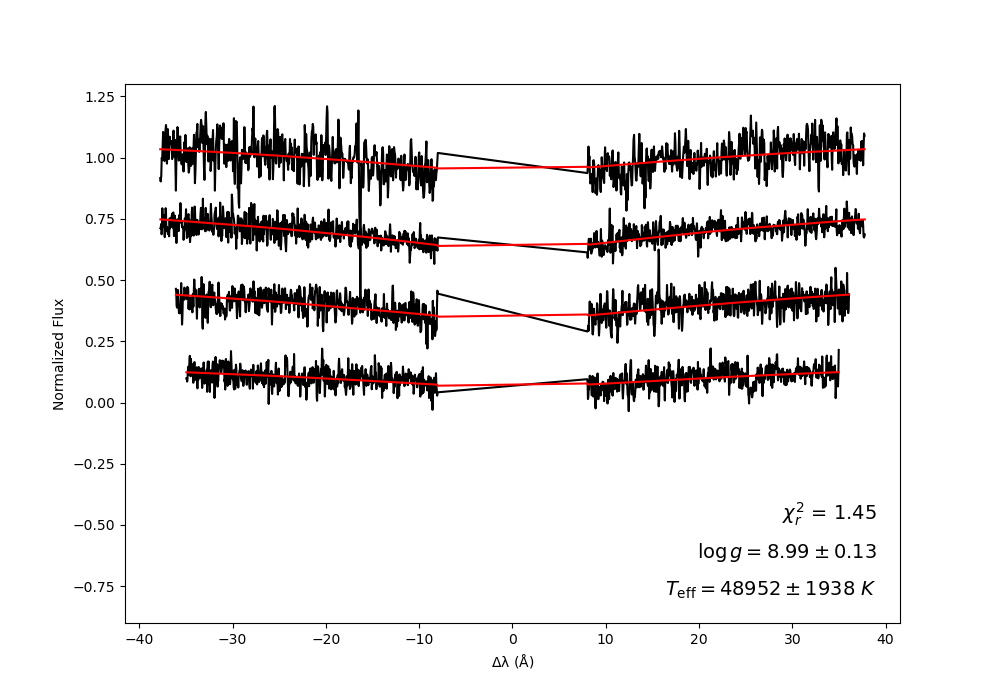 1.25
1.00
0.75
0.50
0.25
0.00
−0.25
−0.50
−0.75
Normalized Flux
χ²ᵣ = 1.45
log g = 8.99 ± 0.13
T_eff = 48952 ± 1938 K
−40 −30 −20 −10 0 10 20 30 40
Δλ (Å)